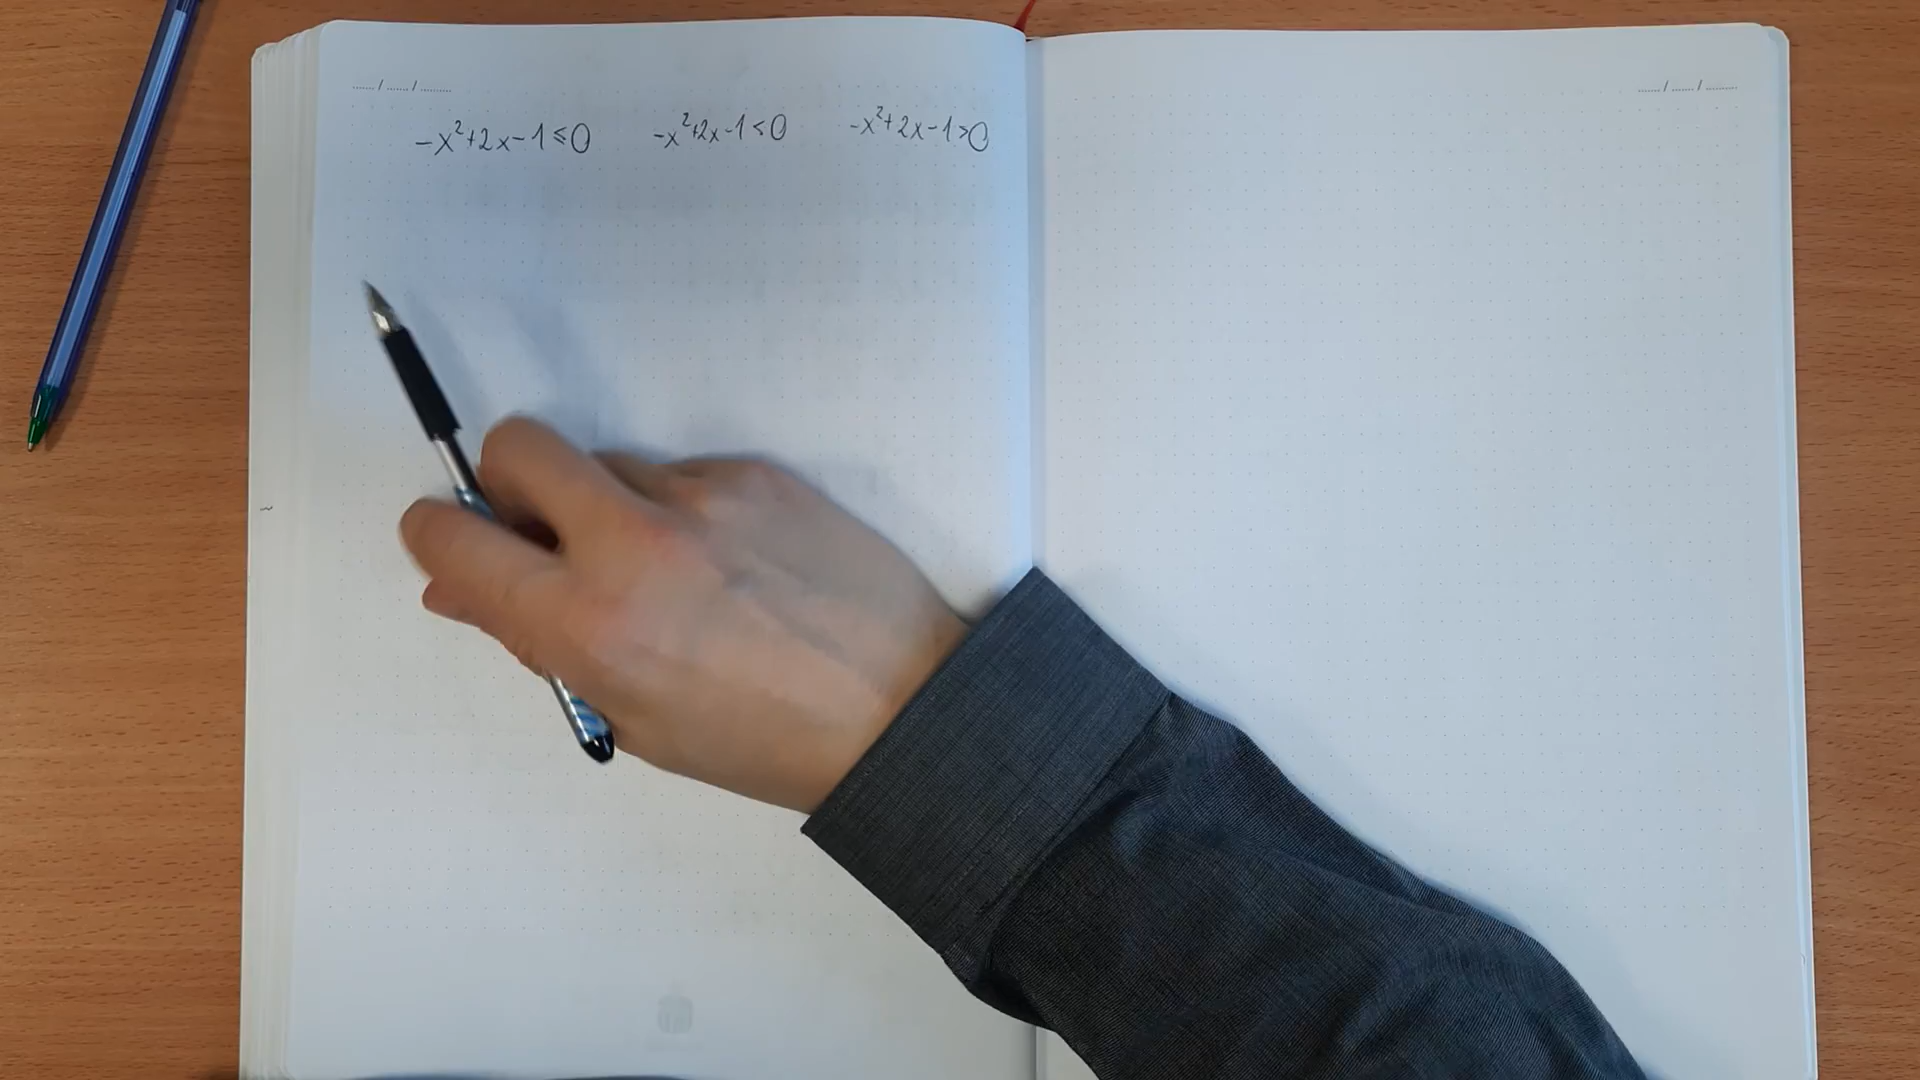 ...... / ...... / .........
...... / ...... / .........
-x²+2x-1≤0 -x²+2x-1<0 -x²+2x-1>0